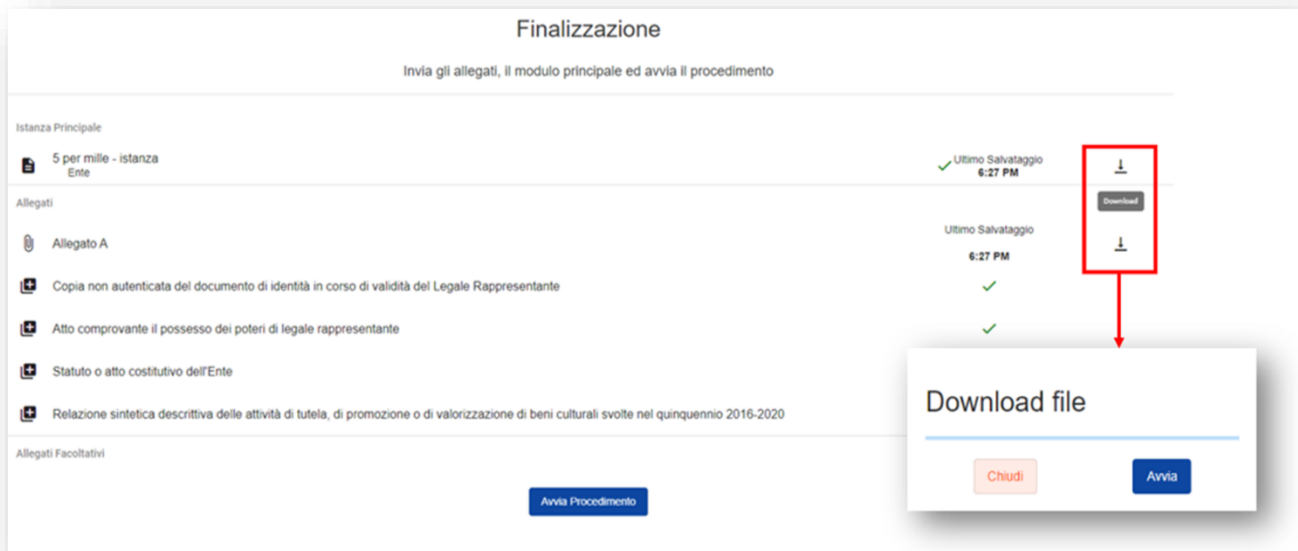 Finalizzazione
Invia gli allegati, il modulo principale ed avvia il procedimento
Istanza Principale
5 per mille - istanza
Ente
Ultimo Salvataggio
6:27 PM
Download
Allegati
Allegato A
Ultimo Salvataggio
6:27 PM
Copia non autenticata del documento di identità in corso di validità del Legale Rappresentante
Atto comprovante il possesso dei poteri di legale rappresentante
Statuto o atto costitutivo dell'Ente
Relazione sintetica descrittiva delle attività di tutela, di promozione o di valorizzazione di beni culturali svolte nel quinquennio 2016-2020
Allegati Facoltativi
Avvia Procedimento
Download file
Chiudi
Avvia